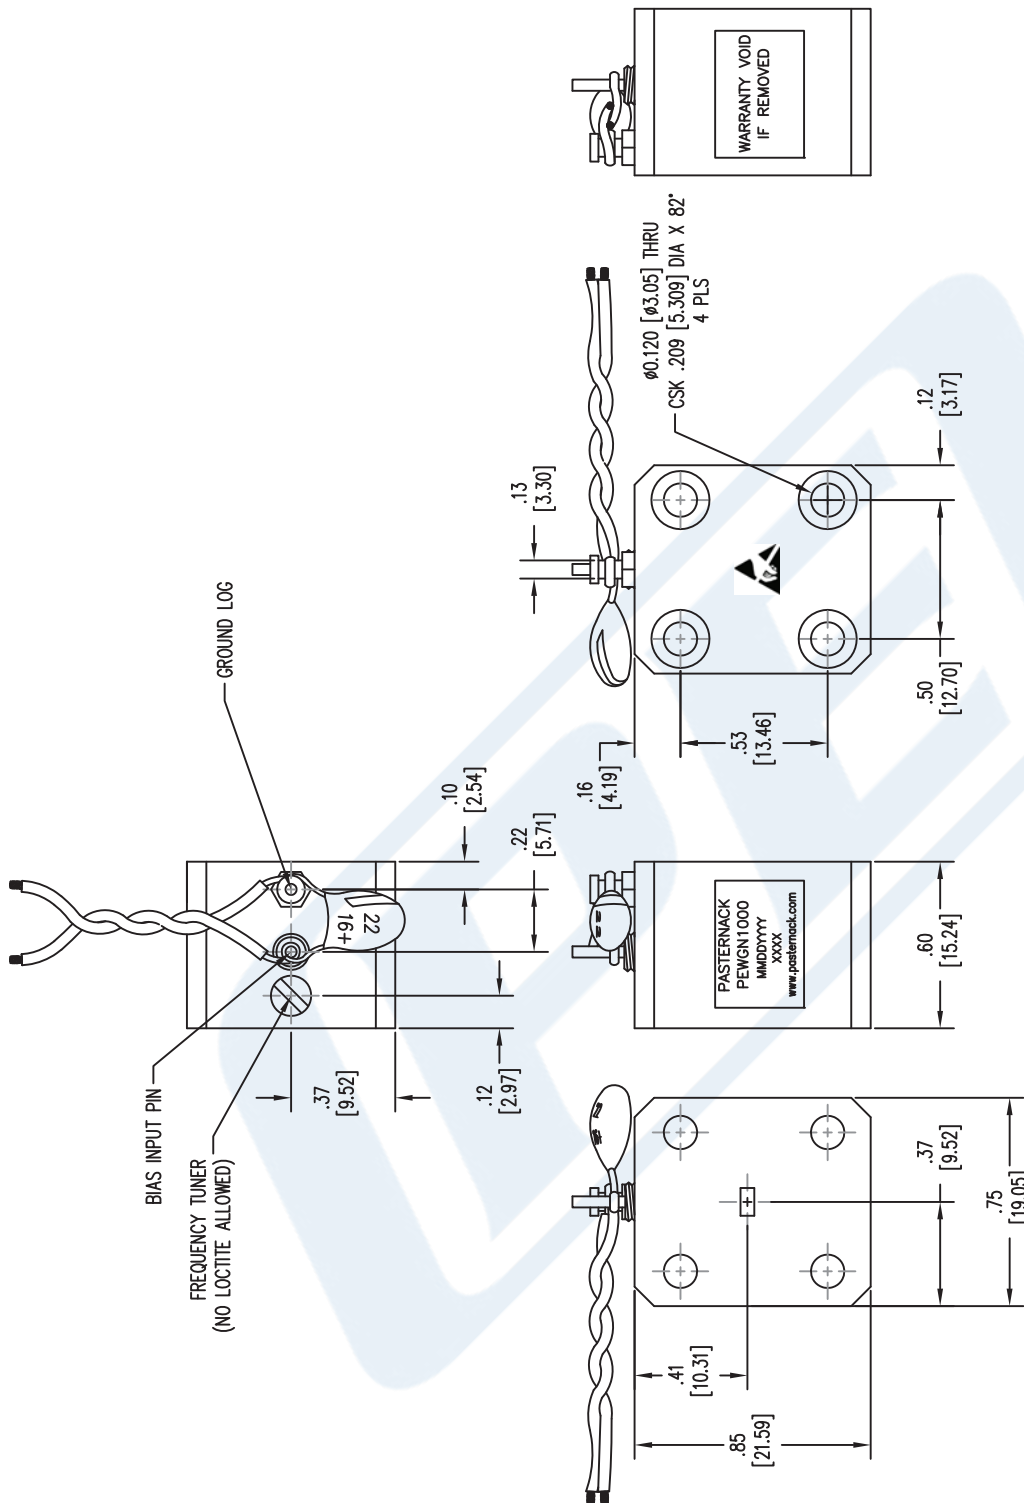 WARRANTY VOID
IF REMOVED
Ø0.120 [Ø3.05] THRU
CSK .209 [5.309] DIA X 82°
4 PLS
.12
[3.17]
.13
[3.30]
.50
[12.70]
.53
[13.46]
.16
[4.19]
GROUND LOG
.10
[2.54]
.22
[5.71]
22
16+
BIAS INPUT PIN
FREQUENCY TUNER
(NO LOCTITE ALLOWED)
.37
[9.52]
.12
[2.97]
PASTERNACK
PEWGN1000
MMDDYYYY
XXXX
www.pasternack.com
.60
[15.24]
.37
[9.52]
.75
[19.05]
.41
[10.31]
.85
[21.59]
PE